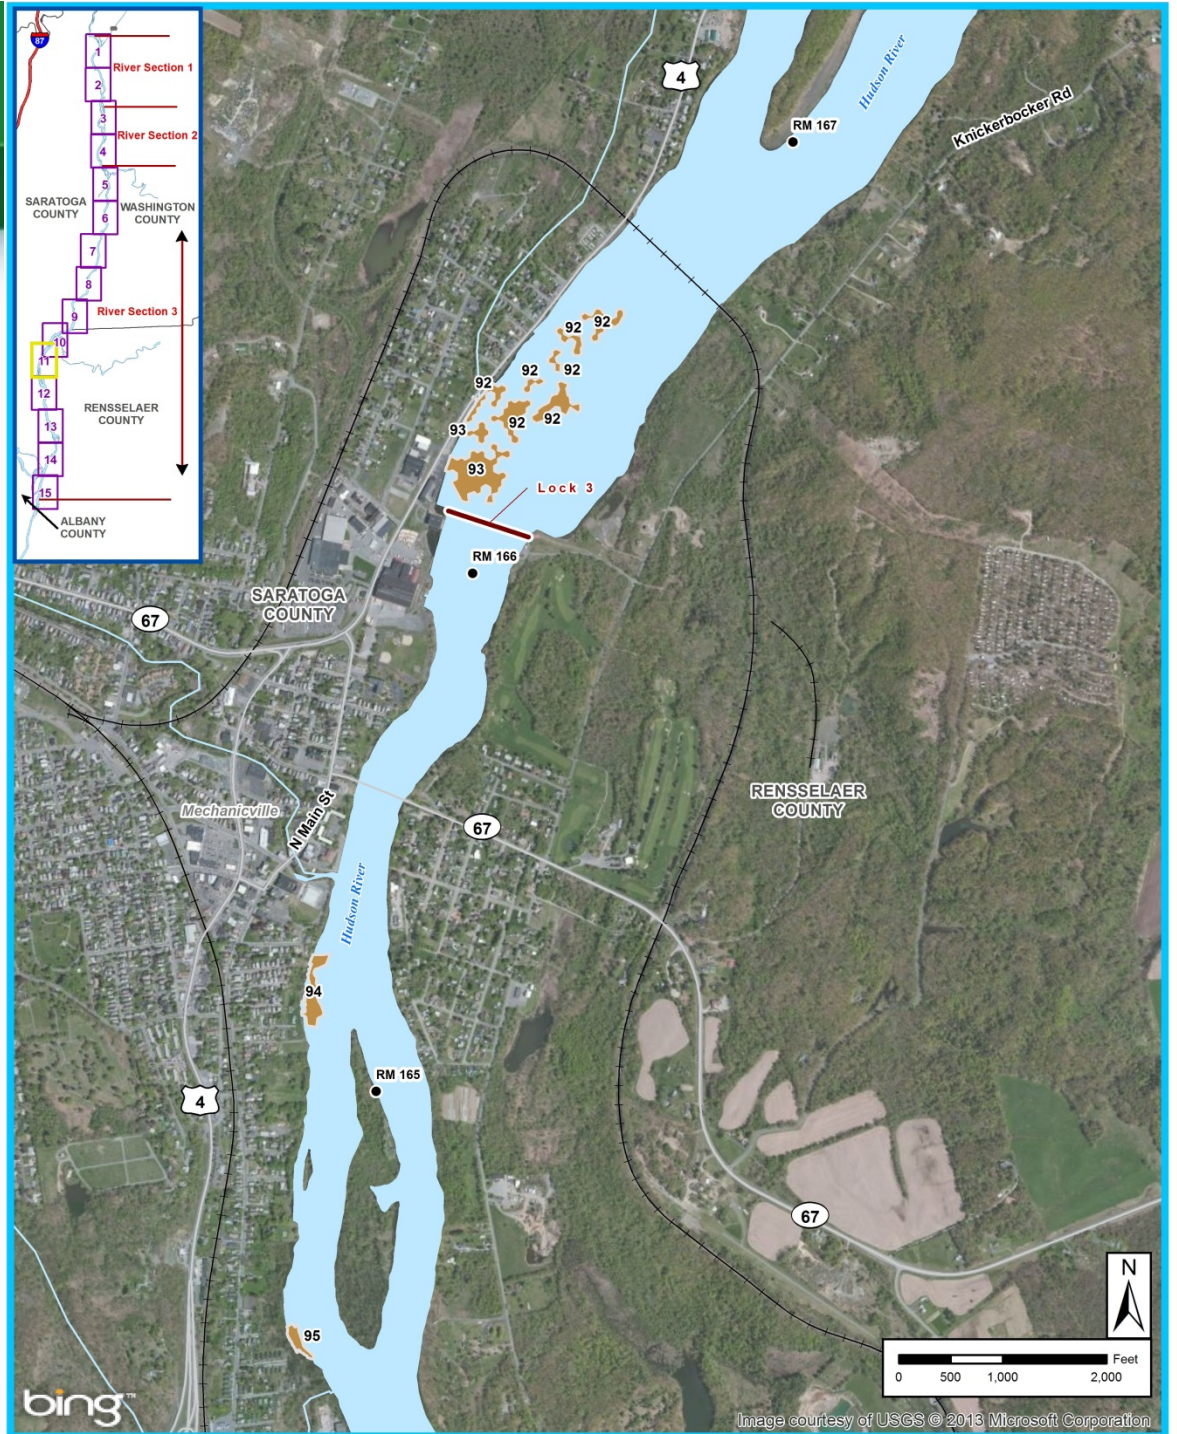 87
1
River Section 1
2
3
River Section 2
4
5
SARATOGA
COUNTY
WASHINGTON
COUNTY
6
7
8
River Section 3
9
10
11
12
RENSSELAER
COUNTY
13
14
15
ALBANY
COUNTY
4
Hudson River
RM 167
Knickerbocker Rd
92
92
92
92
92
92
92
93
93
Lock 3
RM 166
SARATOGA
COUNTY
67
RENSSELAER
COUNTY
Mechanicville
N Main St
67
Hudson River
94
RM 165
4
67
95
N
Feet
0 500 1,000 2,000
bing™
Image courtesy of USGS © 2013 Microsoft Corporation